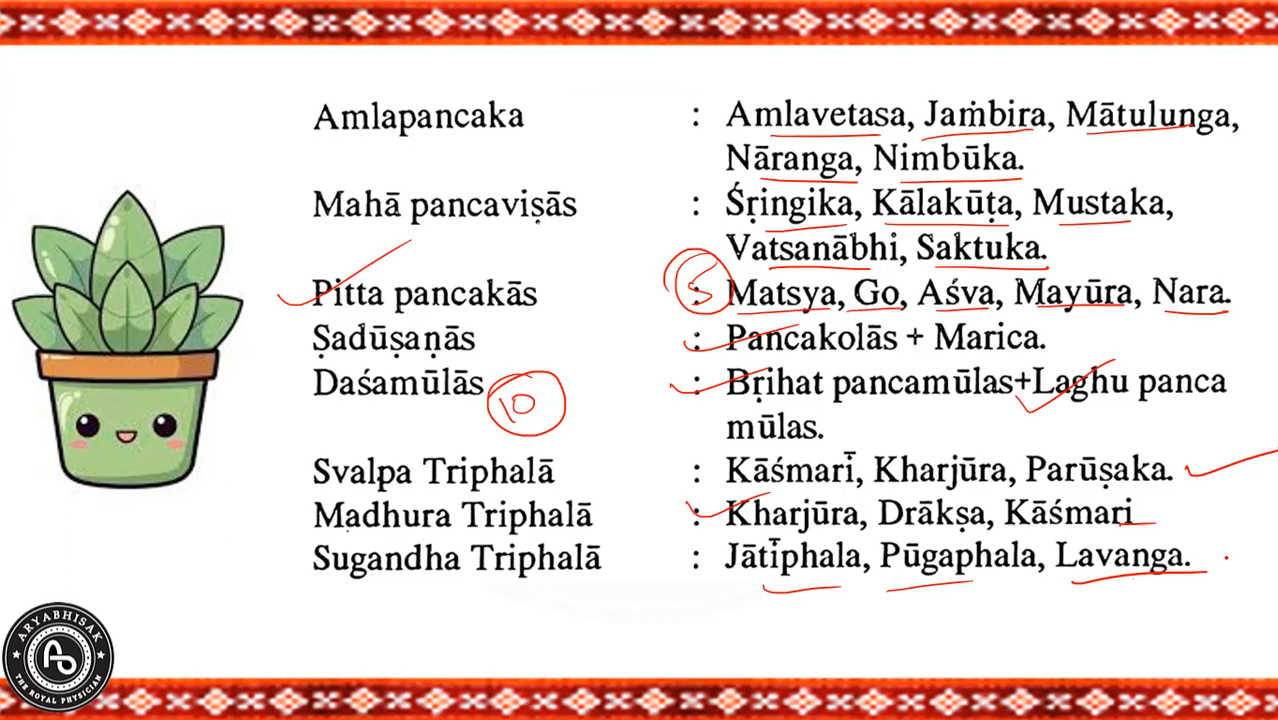 Amlapancaka : Amlavetasa, Jaṁbira, Mātulunga,
Nāranga, Nimbūka.
Mahā pancaviṣās : Śṛingika, Kālakūṭa, Mustaka,
Vatsanābhi, Saktuka.
Pitta pancakās : Matsya, Go, Aśva, Mayūra, Nara.
5
Ṣadūṣaṇās : Pancakolās + Marica.
Daśamūlās : Bṛihat pancamūlas+Laghu panca
10
mūlas.
Svalpa Triphalā : Kāśmarī, Kharjūra, Parūṣaka.
Madhura Triphalā : Kharjūra, Drākṣa, Kāśmari
Sugandha Triphalā : Jātīphala, Pūgaphala, Lavanga.
ARYABHISAK
THE ROYAL PHYSICIAN